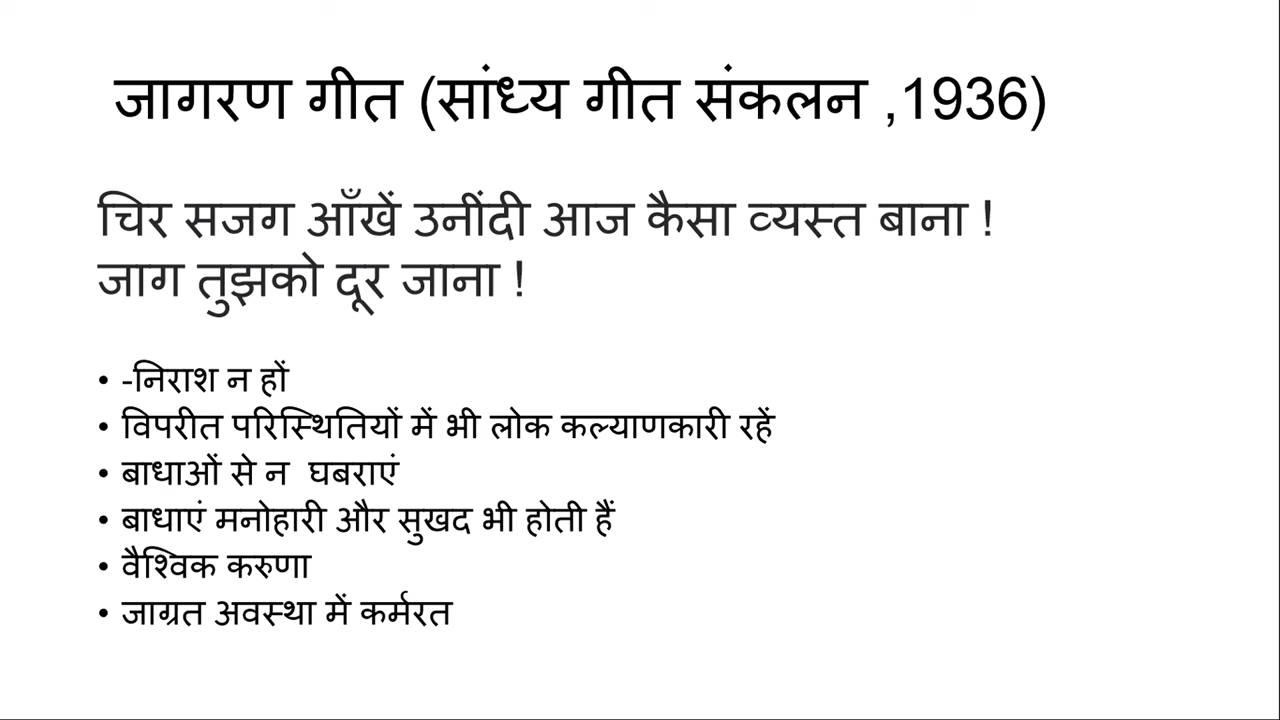 जागरण गीत (सांध्य गीत संकलन ,1936)
चिर सजग आँखें उनींदी आज कैसा व्यस्त बाना !
जाग तुझको दूर जाना !
• -निराश न हों
• विपरीत परिस्थितियों में भी लोक कल्याणकारी रहें
• बाधाओं से न घबराएं
• बाधाएं मनोहारी और सुखद भी होती हैं
• वैश्विक करुणा
• जाग्रत अवस्था में कर्मरत